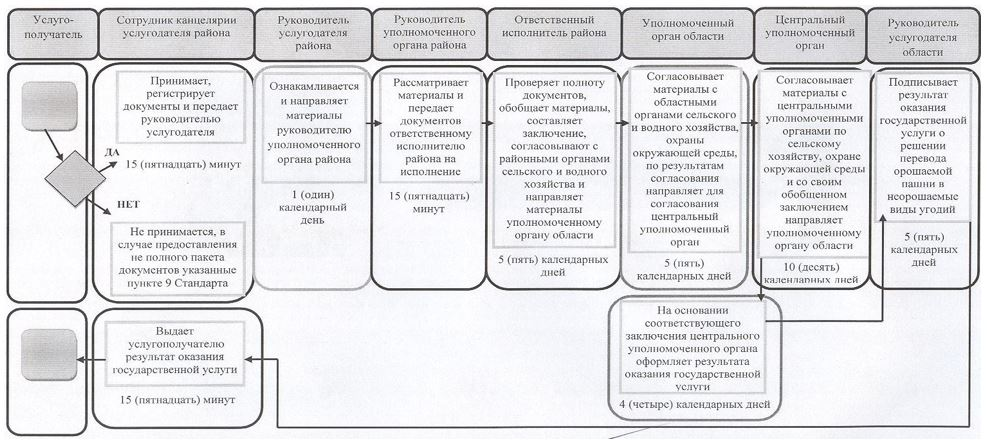 Услуго-
получатель
Сотрудник канцелярии
услугодателя района
Руководитель
услугодателя
района
Руководитель
уполномоченного
органа района
Ответственный
исполнитель района
Уполномоченный
орган области
Центральный
уполномоченный
орган
Руководитель
услугодателя
области
Принимает,
регистрирует
документы и передает
руководителю
услугодателя
ДА
15 (пятнадцать) минут
НЕТ
Не принимается, в
случае предоставления
не полного пакета
документов указанные
пункте 9 Стандарта
Ознакамливается
и направляет
материалы
руководителю
уполномоченного
органа района
1 (один)
календарный
день
Рассматривает
материалы и
передает
документов
ответственному
исполнителю
района на
исполнение
15 (пятнадцать)
минут
Проверяет полноту
документов,
обобщает материалы,
составляет
заключение,
согласовывают с
районными органами
сельского и водного
хозяйства и
направляет
материалы
уполномоченному
органу области
5 (пять) календарных
дней
Согласовывает
материалы с
областными
органами сельского
и водного хозяйства,
охраны
окружающей среды,
по результатам
согласования
направляет для
согласования
центральный
уполномоченный
орган
5 (пять)
календарных дней
Согласовывает
материалы с
центральными
уполномоченными
органами по
сельскому
хозяйству, охране
окружающей среды
и со своим
обобщенном
заключением
направляет
уполномоченному
органу области
10 (десять)
календарных дней
Подписывает
результат
оказания
государственной
услуги о
решении
перевода
орошаемой
пашни в
неорошаемые
виды угодий
5 (пять)
календарных
дней
Выдает
услугополучателю
результат оказания
государственной услуги
15 (пятнадцать) минут
На основании
соответствующего
заключения центрального
уполномоченного органа
оформляет результата
оказания государственной
услуги
4 (четыре) календарных дней